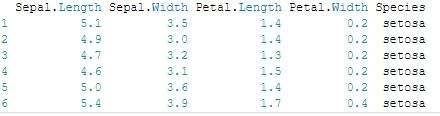 Sepal.Length Sepal.Width Petal.Length Petal.Width Species
1 5.1 3.5 1.4 0.2 setosa
2 4.9 3.0 1.4 0.2 setosa
3 4.7 3.2 1.3 0.2 setosa
4 4.6 3.1 1.5 0.2 setosa
5 5.0 3.6 1.4 0.2 setosa
6 5.4 3.9 1.7 0.4 setosa